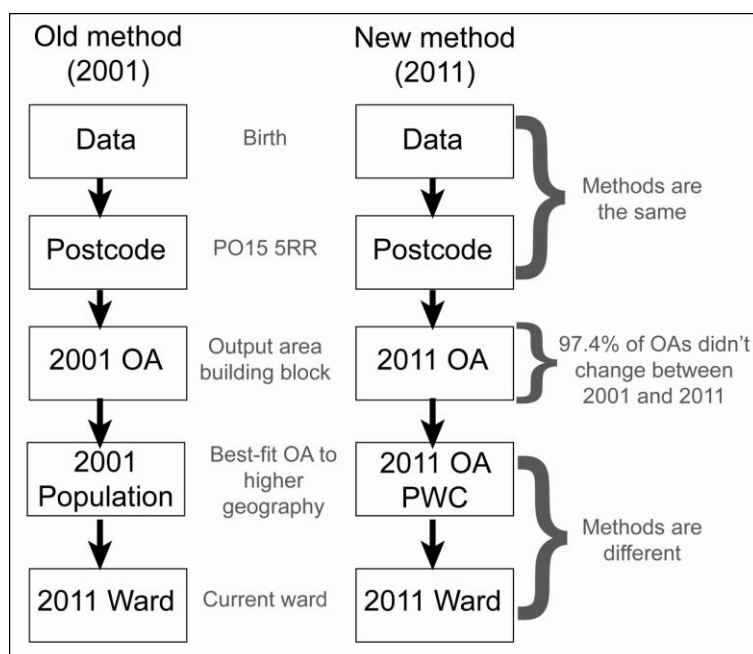 Old method
(2001)
New method
(2011)
Data
Birth
Data
Methods are
the same
Postcode
PO15 5RR
Postcode
2001 OA
Output area
building block
2011 OA
97.4% of OAs didn’t
change between
2001 and 2011
2001
Population
Best-fit OA to
higher
geography
2011 OA
PWC
Methods are
different
2011 Ward
Current ward
2011 Ward